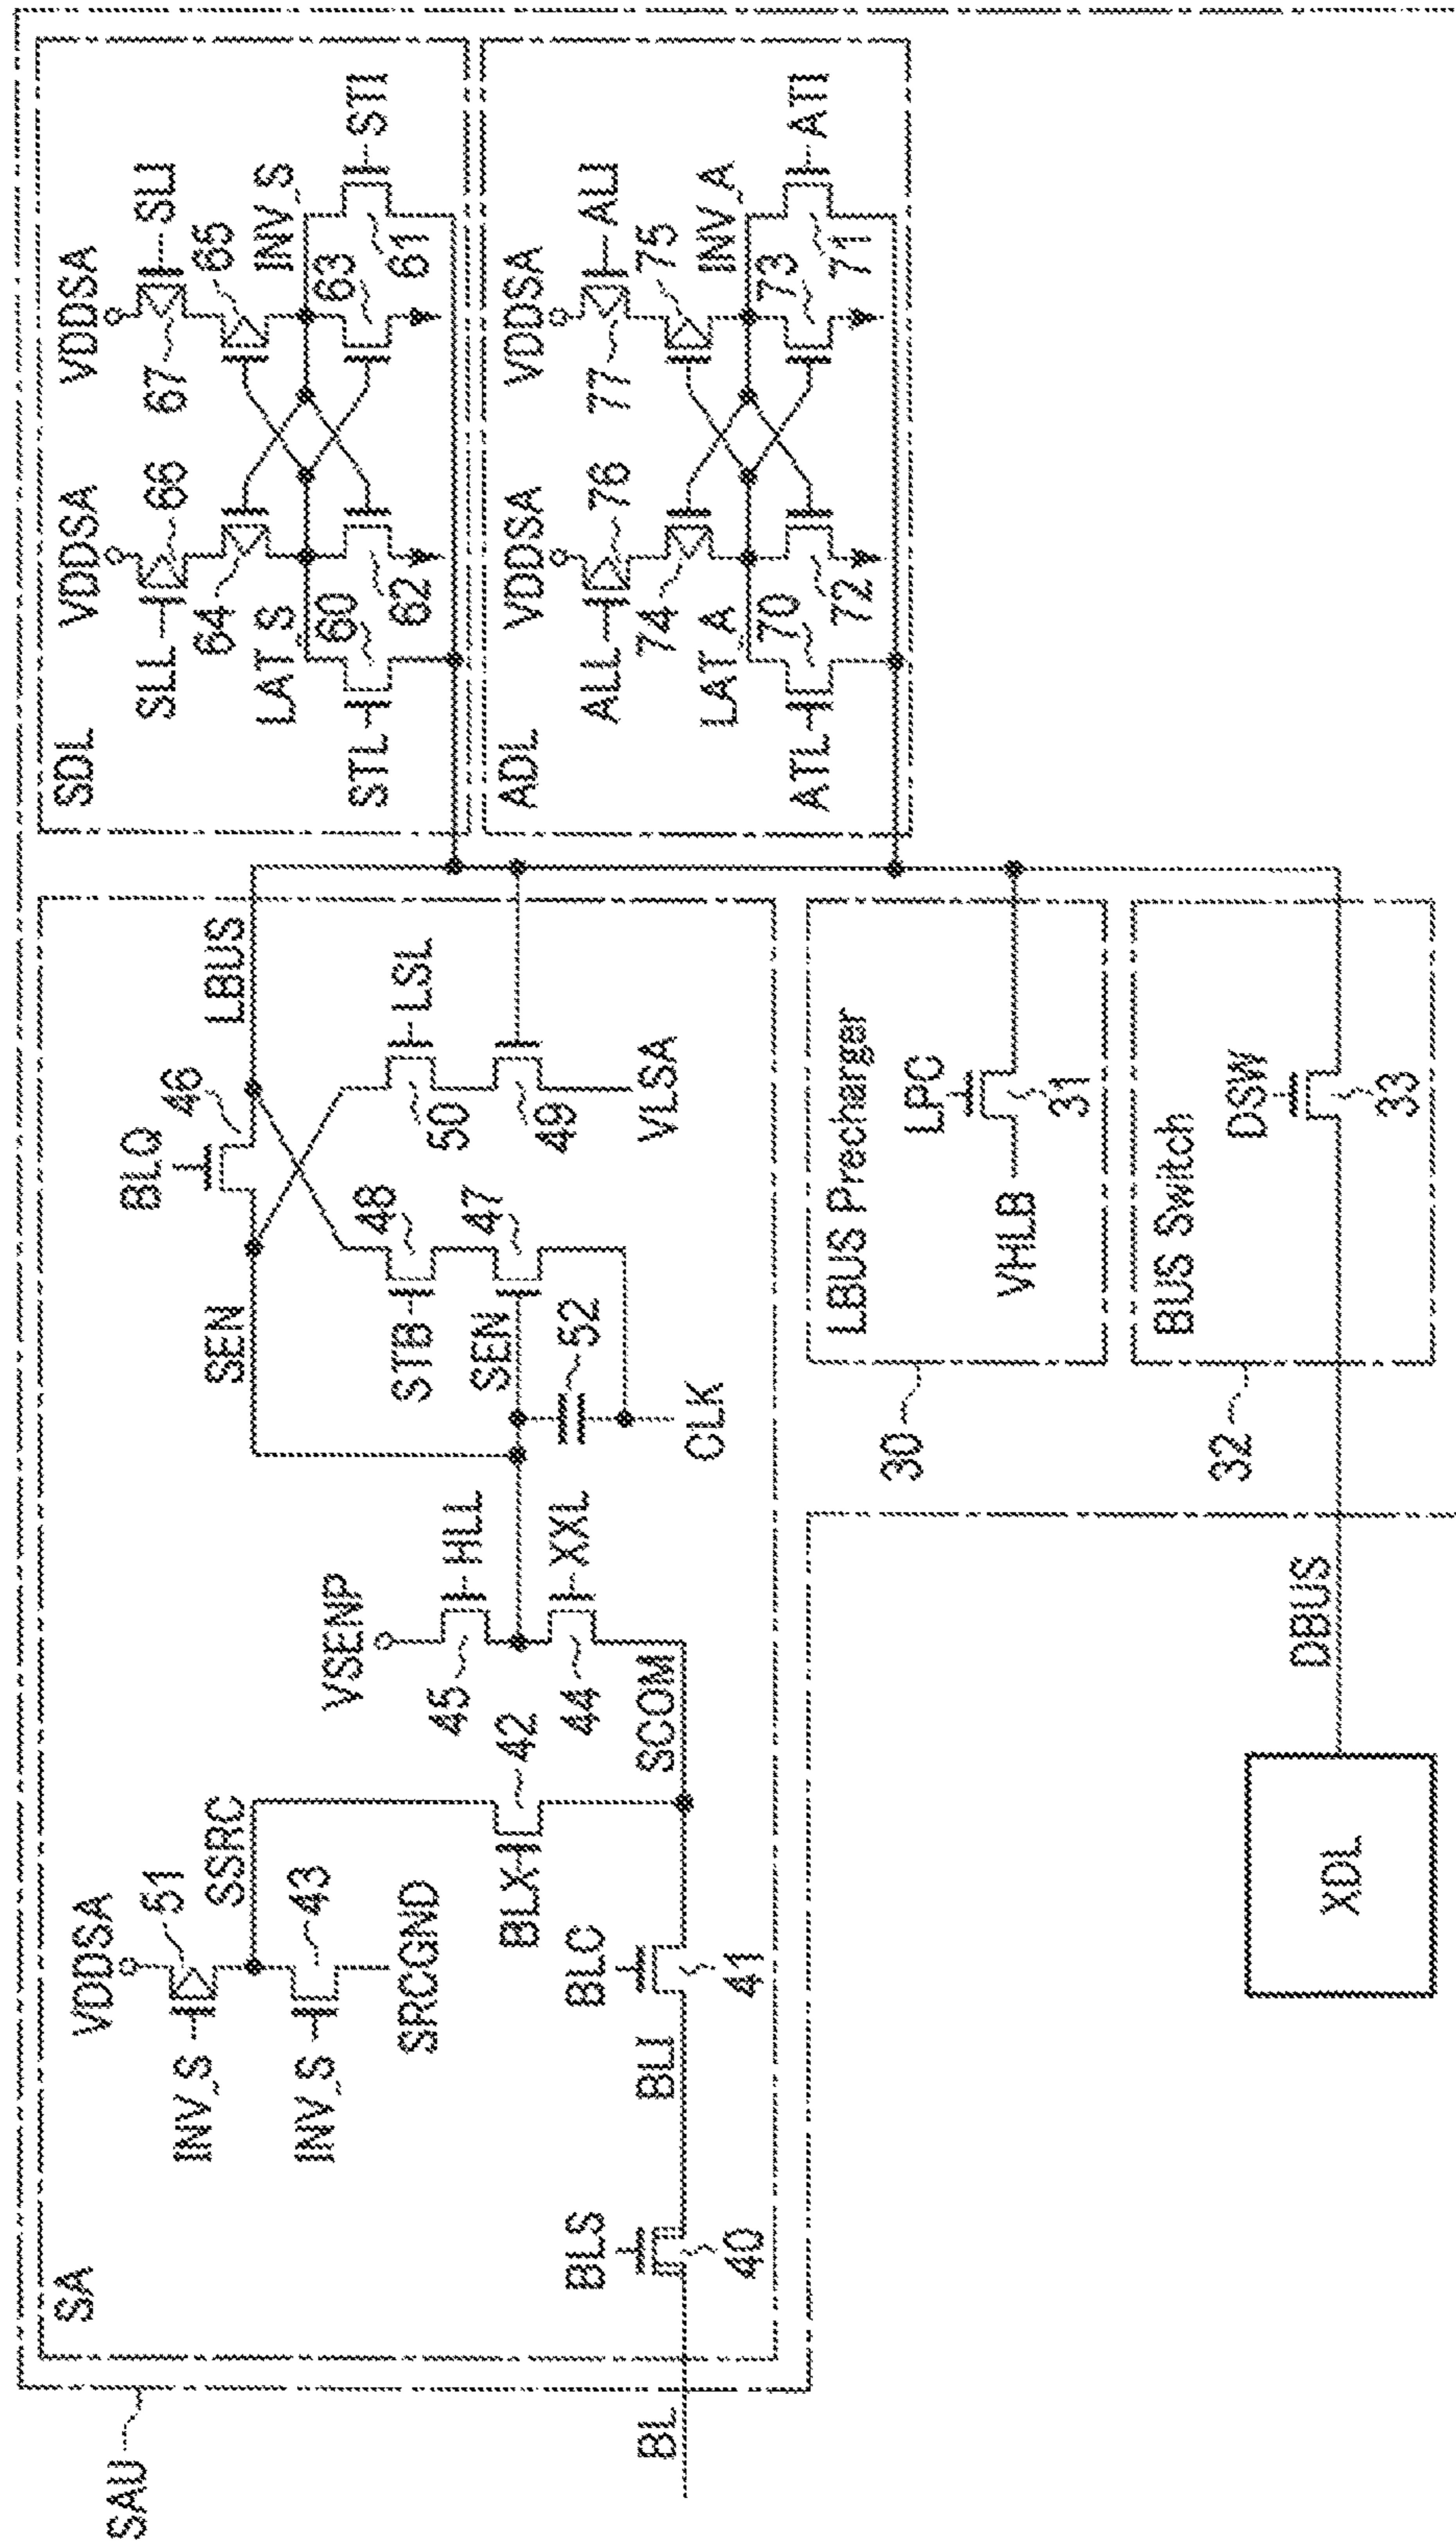 SAU
SA
VDDSA
INV_S
51
SSRC
INV_S
43
SRCGND
BLX
42
VSENP
HLL
45
44
XXL
SCOM
BL
BLS
40
BLI
BLC
41
SEN
BLQ
46
LBUS
STB
48
SEN
47
52
CLK
50
LSL
49
VLSA
SDL
VDDSA
VDDSA
SLL
66
67
SLI
64
65
LAT_S
INV_S
STL
60
62
63
61
STI
ADL
VDDSA
VDDSA
ALL
76
77
ALI
74
75
LAT_A
INV_A
ATL
70
72
73
71
ATI
30
LBUS Precharger
LPC
VHLB
31
32
BUS Switch
DSW
33
DBUS
XDL